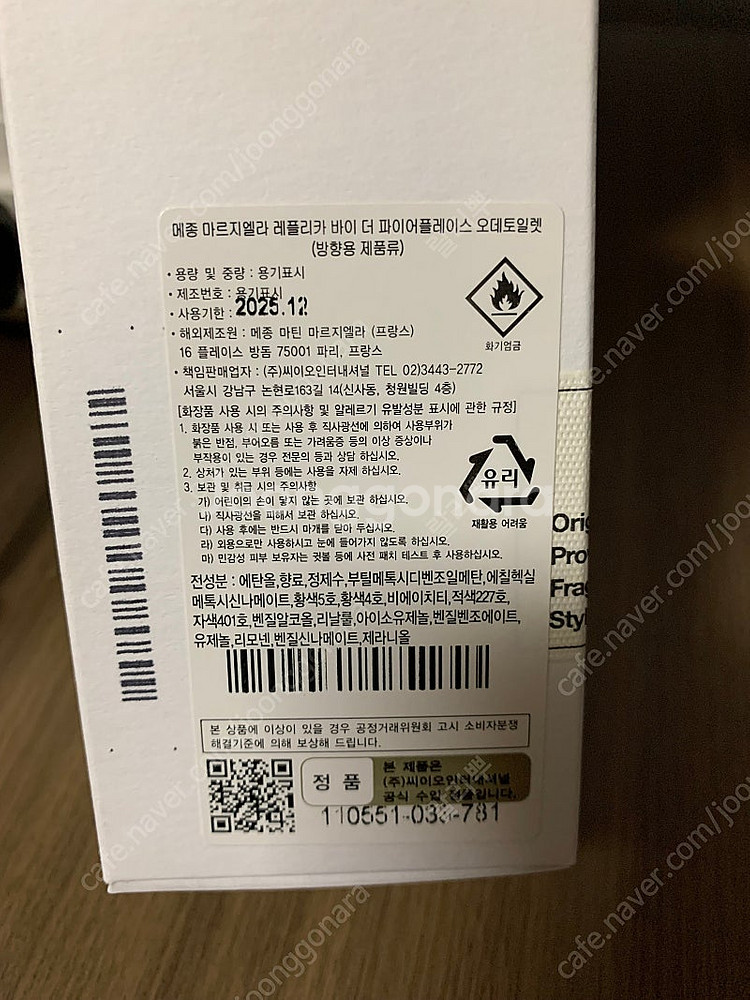 메종 마르지엘라 레플리카 바이 더 파이어플레이스 오데토일렛
(방향용 제품류)
• 용량 및 중량 : 용기표시
• 제조번호 : 용기표시
• 사용기한 : 2025.12
• 해외제조원 : 메종 마틴 마르지엘라 (프랑스)
16 플레이스 방돔 75001 파리, 프랑스
• 책임판매업자 : (주)씨이오인터내셔널 TEL 02)3443-2772
서울시 강남구 논현로163길 14(신사동, 청원빌딩 4층)
화기엄금
[화장품 사용 시의 주의사항 및 알레르기 유발성분 표시에 관한 규정]
1. 화장품 사용 시 또는 사용 후 직사광선에 의하여 사용부위가
붉은 반점, 부어오름 또는 가려움증 등의 이상 증상이나
부작용이 있는 경우 전문의 등과 상담 하십시오.
2. 상처가 있는 부위 등에는 사용을 자제 하십시오.
3. 보관 및 취급 시의 주의사항
가) 어린이의 손이 닿지 않는 곳에 보관 하십시오.
나) 직사광선을 피해서 보관 하십시오.
다) 사용 후에는 반드시 마개를 닫아 두십시오.
라) 외용으로만 사용하시고 눈에 들어가지 않도록 하십시오.
마) 민감성 피부 보유자는 귓볼 등에 사전 패치 테스트 후 사용하십시오.
유리
재활용 어려움
전성분 : 에탄올,향료,정제수,부틸메톡시디벤조일메탄,에칠헥실
메톡시신나메이트,황색5호,황색4호,비에이치티,적색227호,
자색401호,벤질알코올,리날룰,아이소유제놀,벤질벤조에이트,
유제놀,리모넨,벤질신나메이트,제라니올
본 상품에 이상이 있을 경우 공정거래위원회 고시 소비자분쟁
해결기준에 의해 보상해 드립니다.
정 품
본 제품은
(주)씨이오인터내셔널
공식 수입 전품입니다.
110551-03-781
Orig
Pro
Fra
Sty
cafe.naver.com/joonggonara